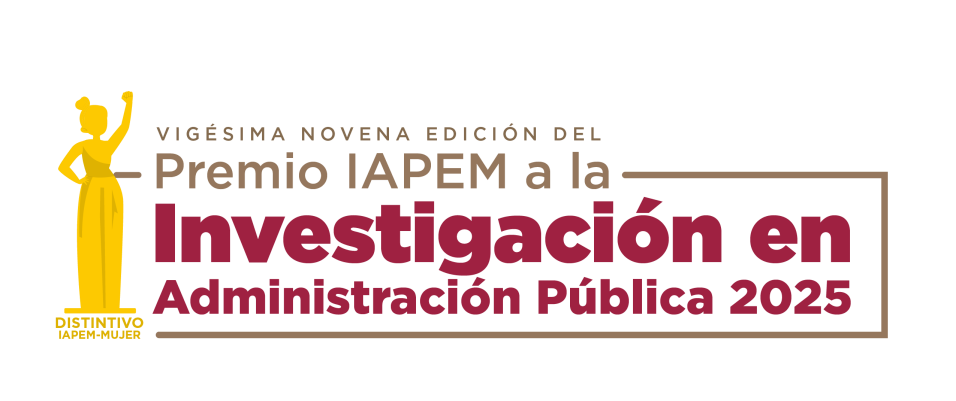 VIGÉSIMA NOVENA EDICIÓN DEL
Premio IAPEM a la
Investigación en
Administración Pública 2025
DISTINTIVO
IAPEM-MUJER